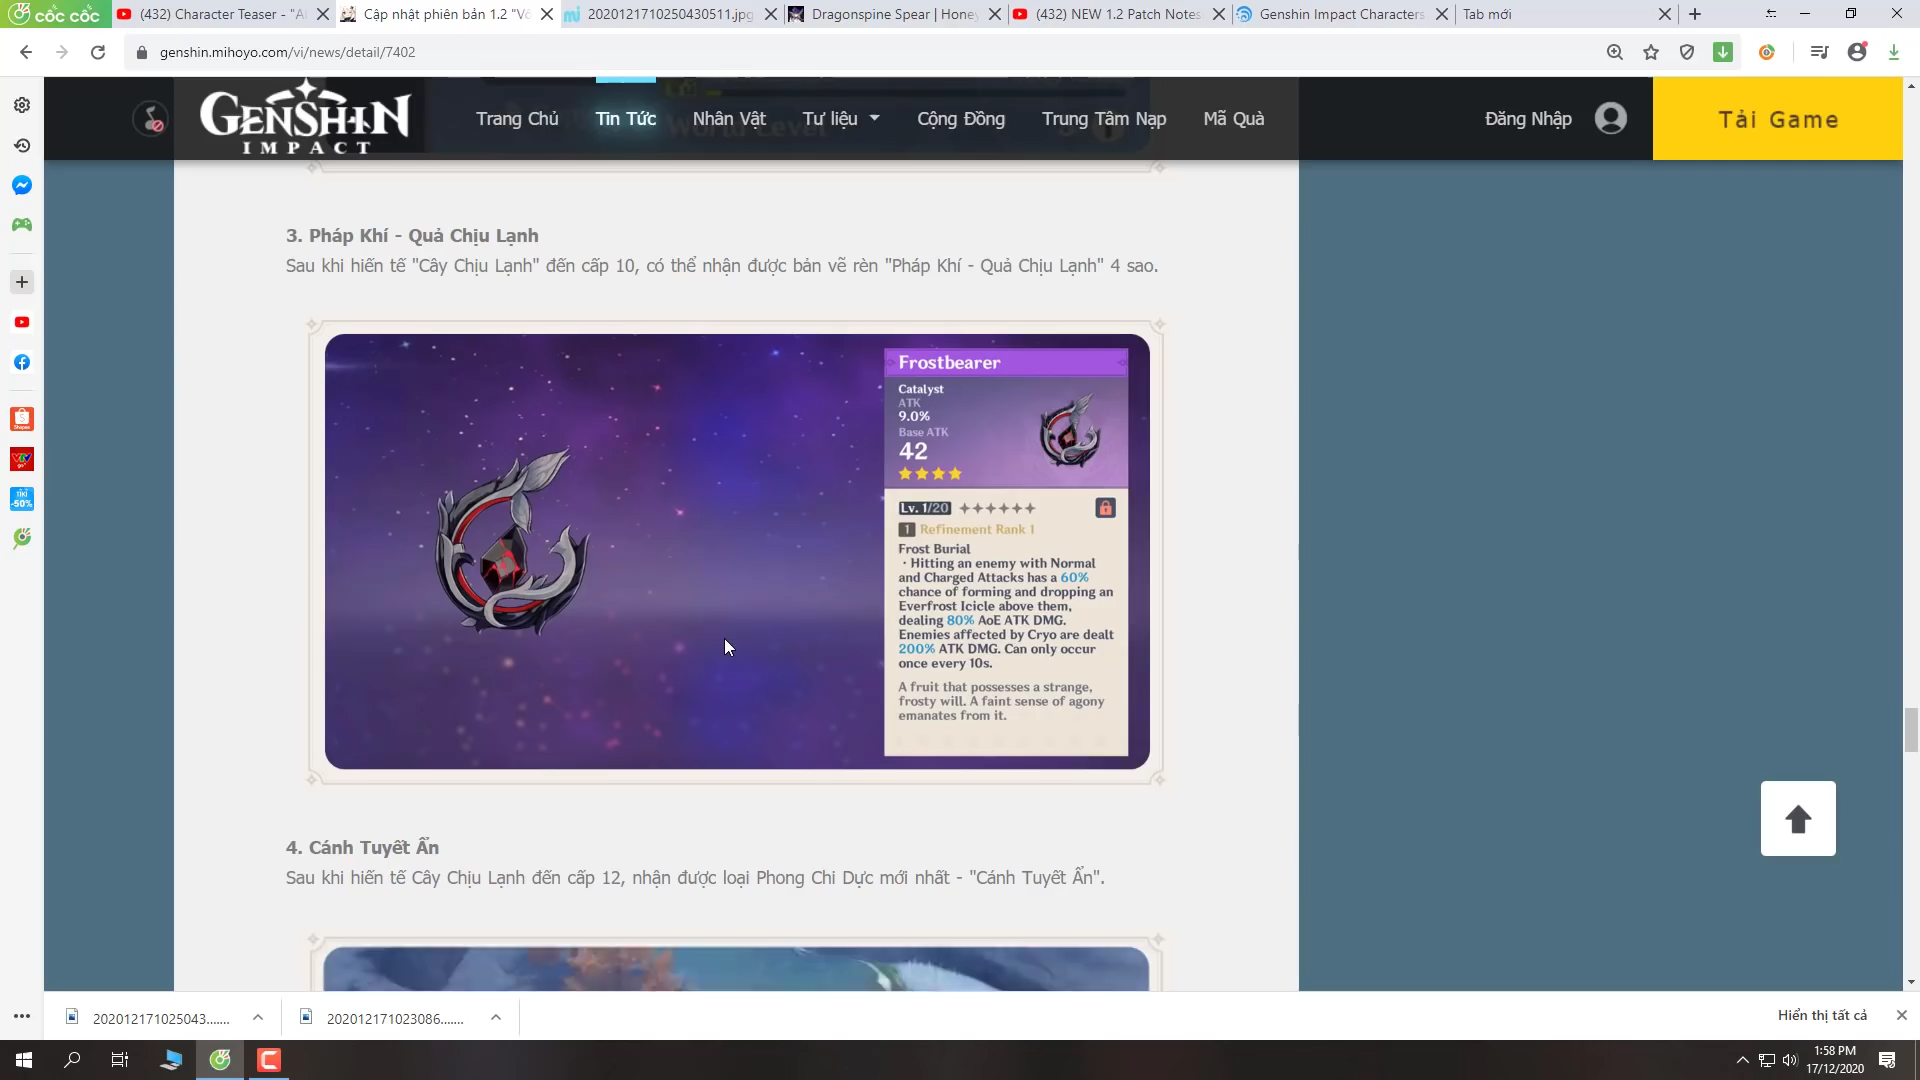 cốc cốc
(432) Character Teaser - "Al
Cập nhật phiên bản 1.2 "Vó
2020121710250430511.jpg
Dragonspine Spear | Honey
(432) NEW 1.2 Patch Notes
Genshin Impact Characters
Tab mới
genshin.mihoyo.com/vi/news/detail/7402
GENSHIN
IMPACT
Trang Chủ
Tin Tức
Nhân Vật
Tư liệu
Cộng Đồng
Trung Tâm Nạp
Mã Quà
Đăng Nhập
Tải Game
World Level
3. Pháp Khí - Quả Chịu Lạnh
Sau khi hiến tế "Cây Chịu Lạnh" đến cấp 10, có thể nhận được bản vẽ rèn "Pháp Khí - Quả Chịu Lạnh" 4 sao.
Frostbearer
Catalyst
ATK
9.0%
Base ATK
42
Lv. 1/20
1 Refinement Rank 1
Frost Burial
· Hitting an enemy with Normal
and Charged Attacks has a 60%
chance of forming and dropping an
Everfrost Icicle above them,
dealing 80% AoE ATK DMG.
Enemies affected by Cryo are dealt
200% ATK DMG. Can only occur
once every 10s.
A fruit that possesses a strange,
frosty will. A faint sense of agony
emanates from it.
4. Cánh Tuyết Ẩn
Sau khi hiến tế Cây Chịu Lạnh đến cấp 12, nhận được loại Phong Chi Dực mới nhất - "Cánh Tuyết Ẩn".
202012171025043.......
202012171023086.......
Hiển thị tất cả
1:58 PM
17/12/2020